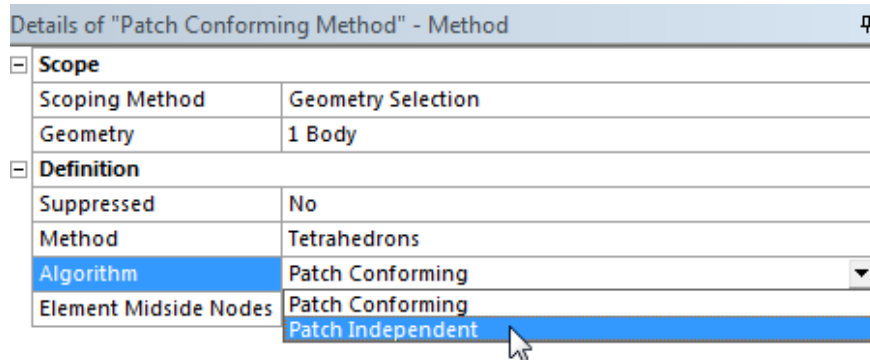 Details of "Patch Conforming Method" - Method
Scope
Scoping Method Geometry Selection
Geometry 1 Body
Definition
Suppressed No
Method Tetrahedrons
Algorithm Patch Conforming
Element Midside Nodes Patch Conforming
Patch Independent